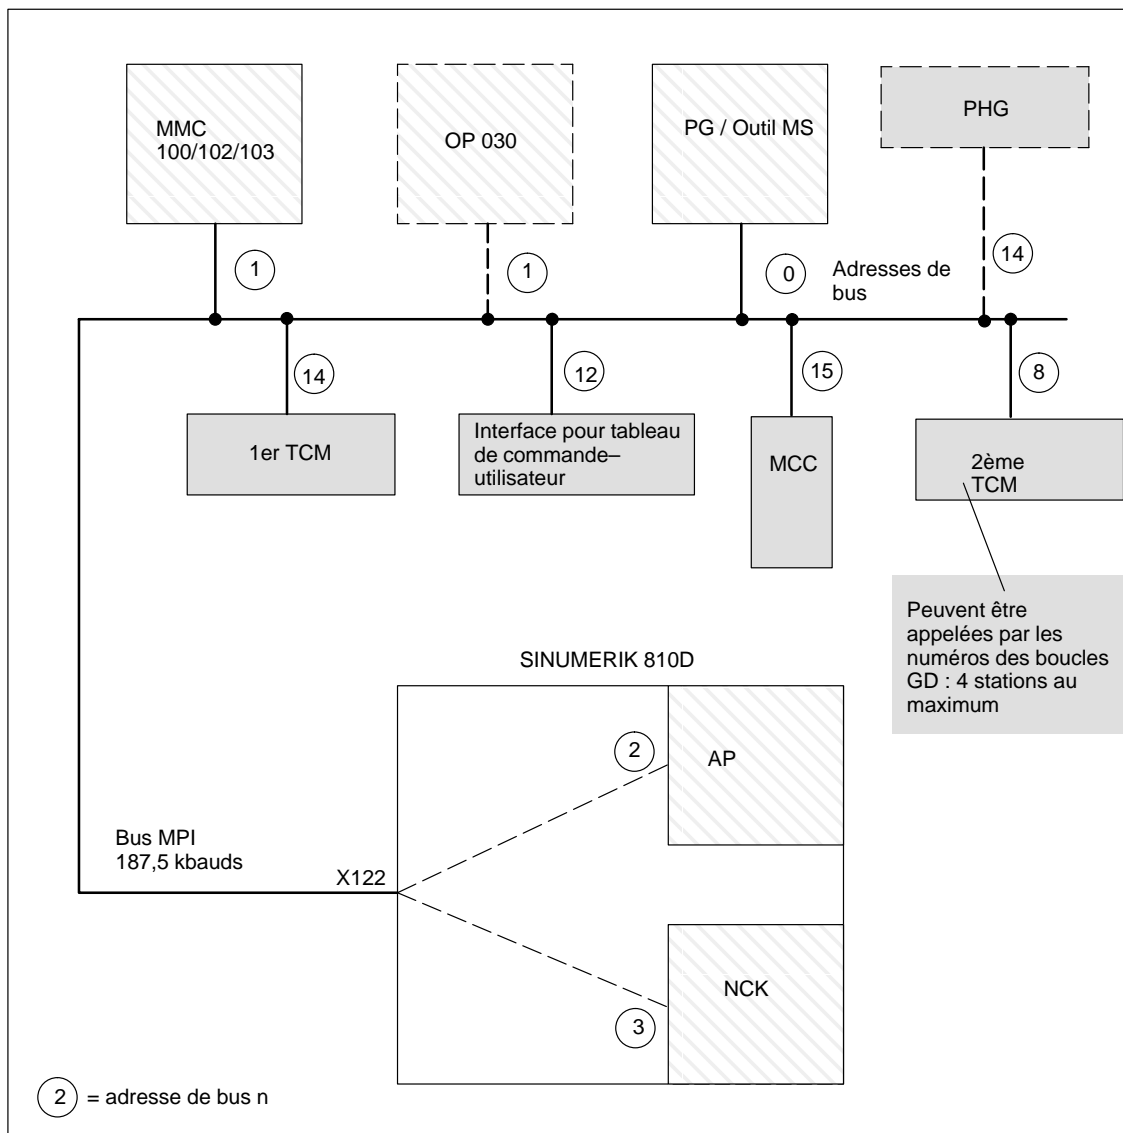 MMC
100/102/103
OP 030
PG / Outil MS
PHG
1
1
0
Adresses de
bus
14
14
12
15
8
1er TCM
Interface pour tableau
de commande–
utilisateur
MCC
2ème
TCM
Peuvent être
appelées par les
numéros des boucles
GD : 4 stations au
maximum
SINUMERIK 810D
2
AP
Bus MPI
187,5 kbauds
X122
NCK
3
2 = adresse de bus n